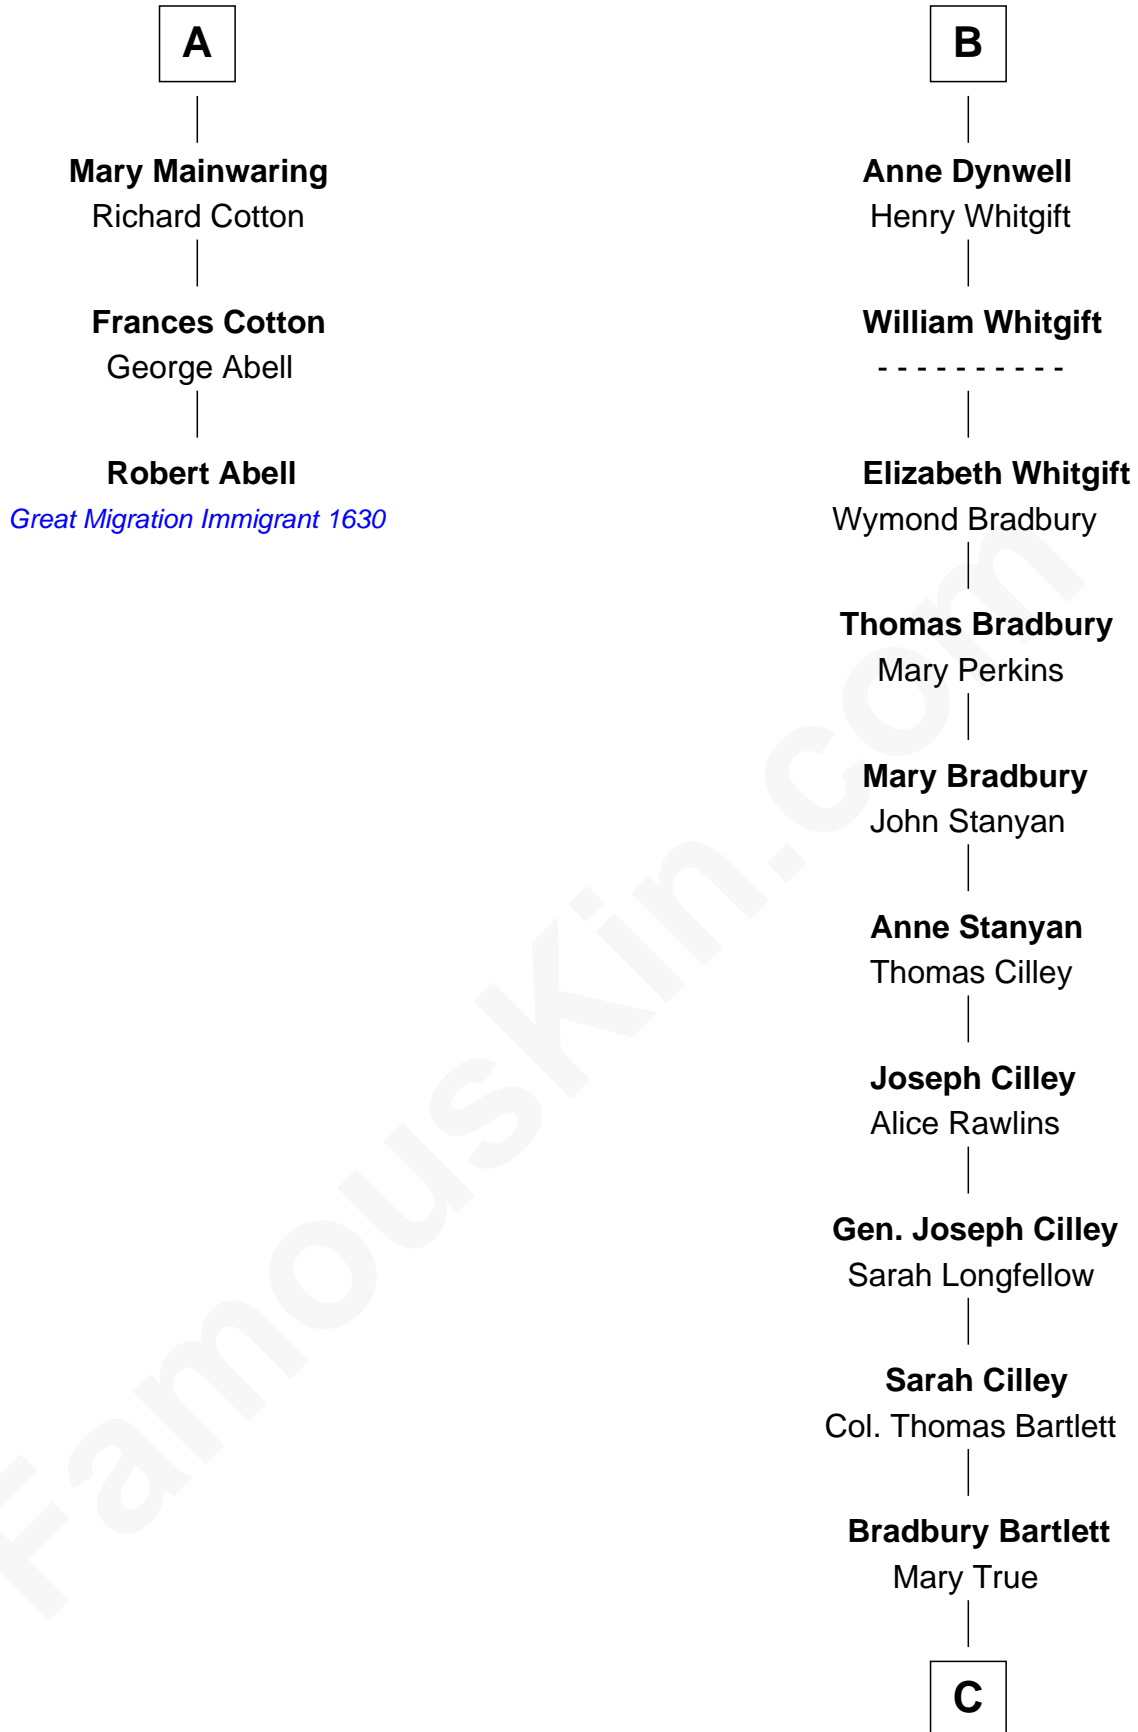 A
Mary Mainwaring
Richard Cotton
Frances Cotton
George Abell
Robert Abell
Great Migration Immigrant 1630
B
Anne Dynwell
Henry Whitgift
William Whitgift
- - - - - - - - - -
Elizabeth Whitgift
Wymond Bradbury
Thomas Bradbury
Mary Perkins
Mary Bradbury
John Stanyan
Anne Stanyan
Thomas Cilley
Joseph Cilley
Alice Rawlins
Gen. Joseph Cilley
Sarah Longfellow
Sarah Cilley
Col. Thomas Bartlett
Bradbury Bartlett
Mary True
C
FamousKin.com